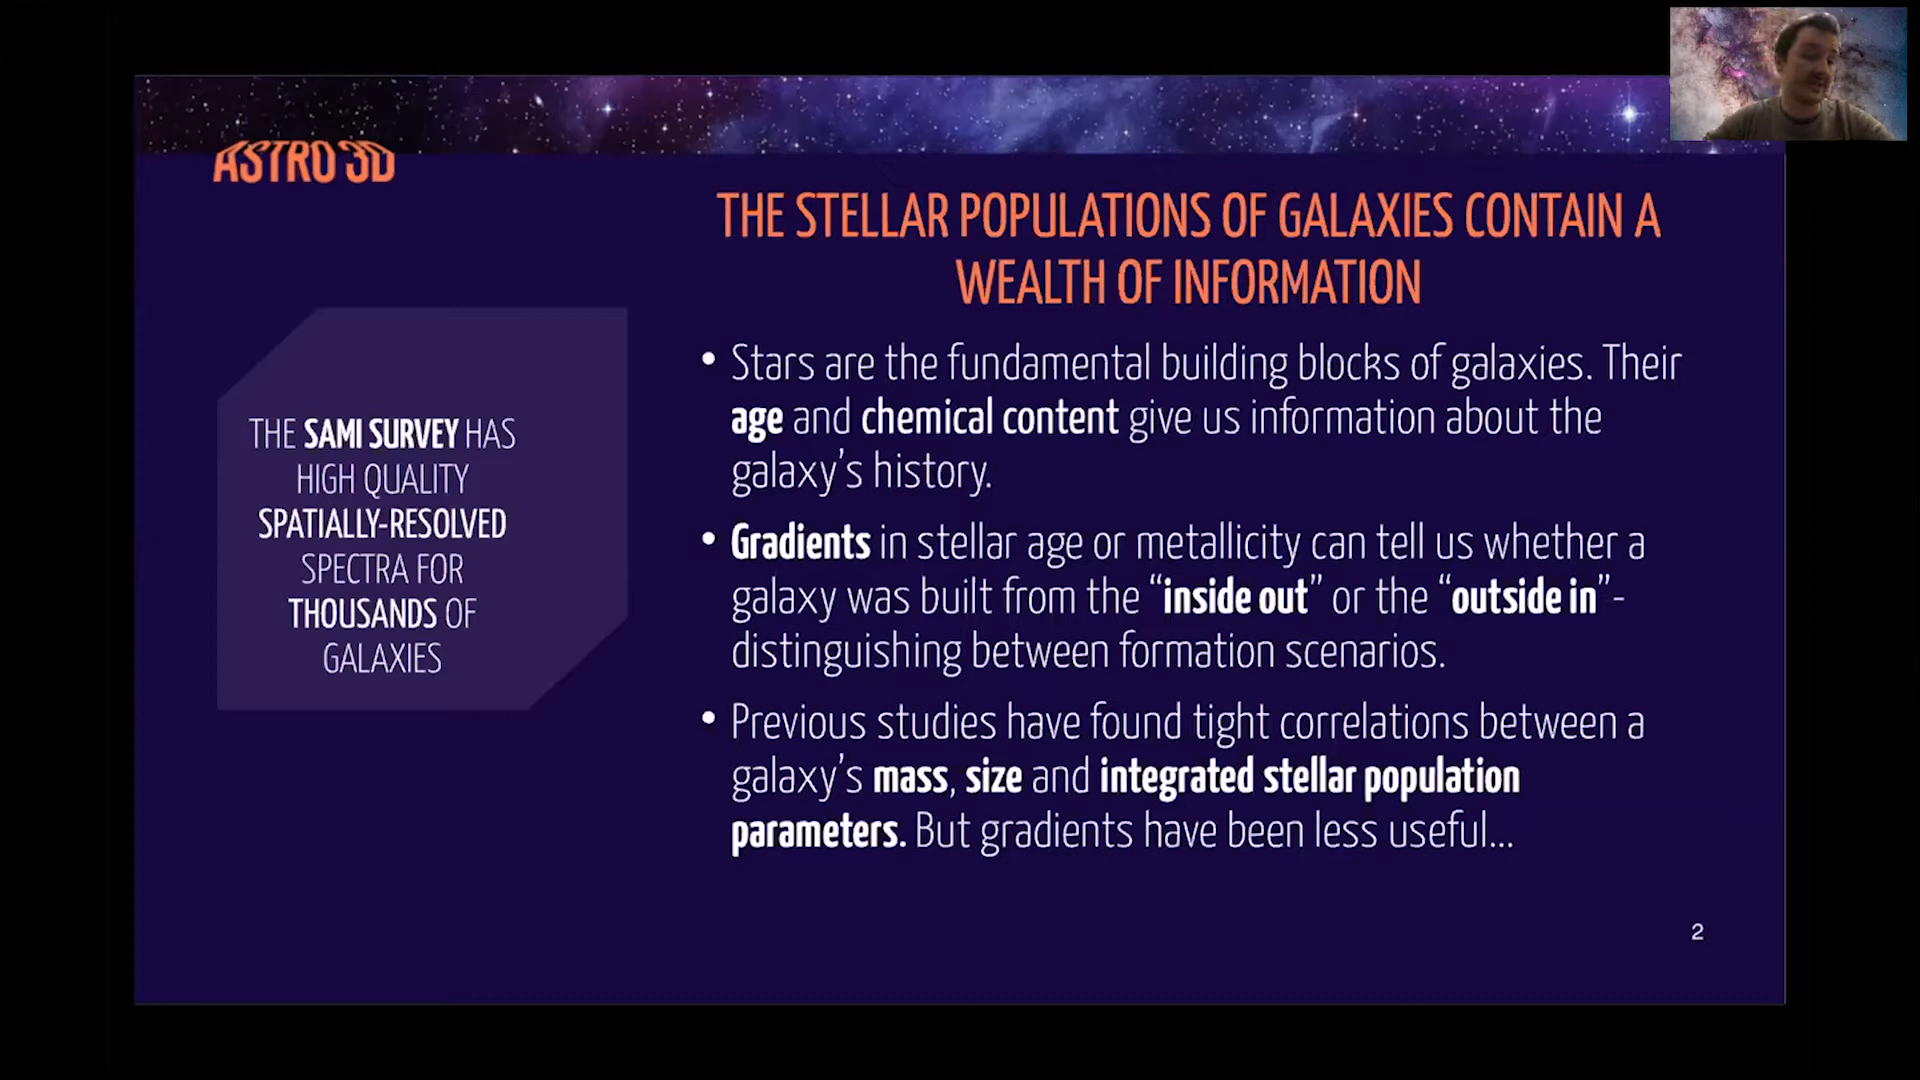 ASTRO 3D
THE STELLAR POPULATIONS OF GALAXIES CONTAIN A
WEALTH OF INFORMATION
THE SAMI SURVEY HAS
HIGH QUALITY
SPATIALLY-RESOLVED
SPECTRA FOR
THOUSANDS OF
GALAXIES
• Stars are the fundamental building blocks of galaxies. Their
age and chemical content give us information about the
galaxy’s history.
• Gradients in stellar age or metallicity can tell us whether a
galaxy was built from the “inside out” or the “outside in”-
distinguishing between formation scenarios.
• Previous studies have found tight correlations between a
galaxy’s mass, size and integrated stellar population
parameters. But gradients have been less useful...
2